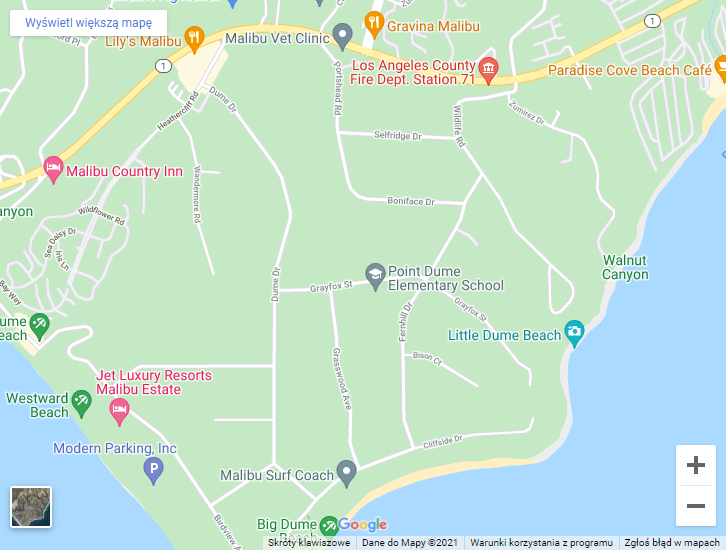 Wyświetl większą mapę
Lily's Malibu
Malibu Vet Clinic
Gravina Malibu
1
Los Angeles County
Fire Dept. Station 71
Paradise Cove Beach Café
1
Portshead Rd
Heathercliff Rd
Dume Dr
Selfridge Dr
Wildlife Rd
Zumirez Dr
Malibu Country Inn
Wandermere Rd
Boniface Dr
anyon
Wildflower Rd
Sea Daisy Dr
Iris Ln
Bay Way
Walnut
Canyon
Dume Dr
Grayfox St
Point Dume
Elementary School
Grayfox St
Fernhill Dr
Dume
Beach
Little Dume Beach
Bison Ct
Grasswood Ave
Jet Luxury Resorts
Malibu Estate
Westward
Beach
Modern Parking, Inc
P
Cliffside Dr
Malibu Surf Coach
Birdview Av
Big Dume
Beach
Google
Skróty klawiszowe
Dane do Mapy ©2021
Warunki korzystania z programu
Zgłoś błąd w mapach